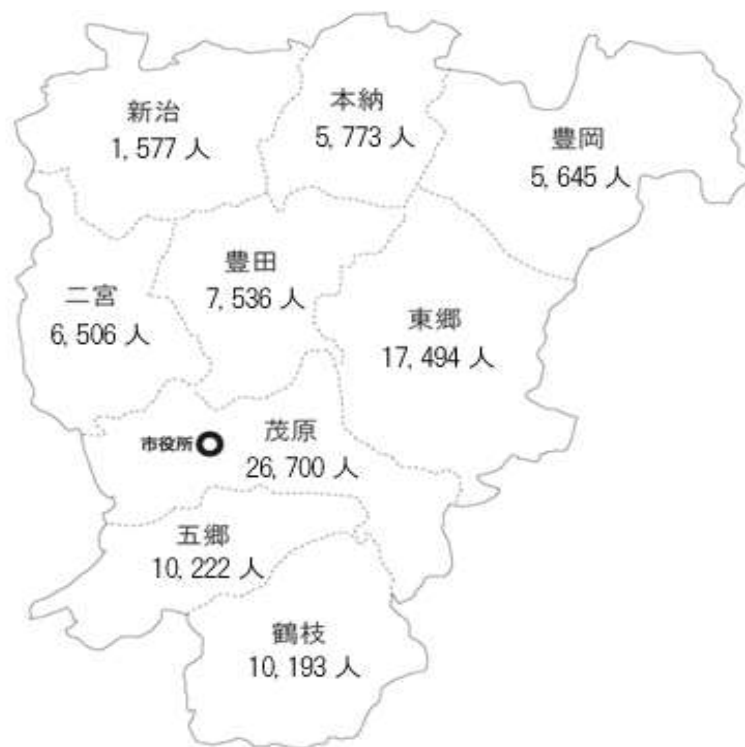 新治
1,577 人
本納
5,773 人
豊岡
5,645 人
豊田
7,536 人
二宮
6,506 人
東郷
17,494 人
市役所
茂原
26,700 人
五郷
10,222 人
鶴枝
10,193 人